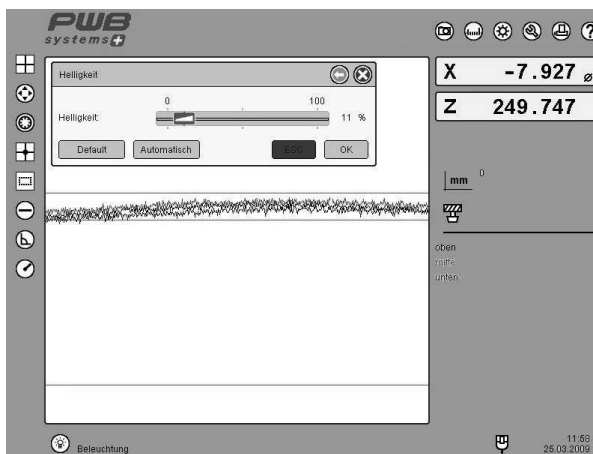 PWB
systems
Helligkeit
0 100
Helligkeit: 11 %
Default Automatisch ESC OK
X -7.927 ø
Z 249.747
mm 0
oben
mitte
unten
Beleuchtung
11:58
25.03.2009
?